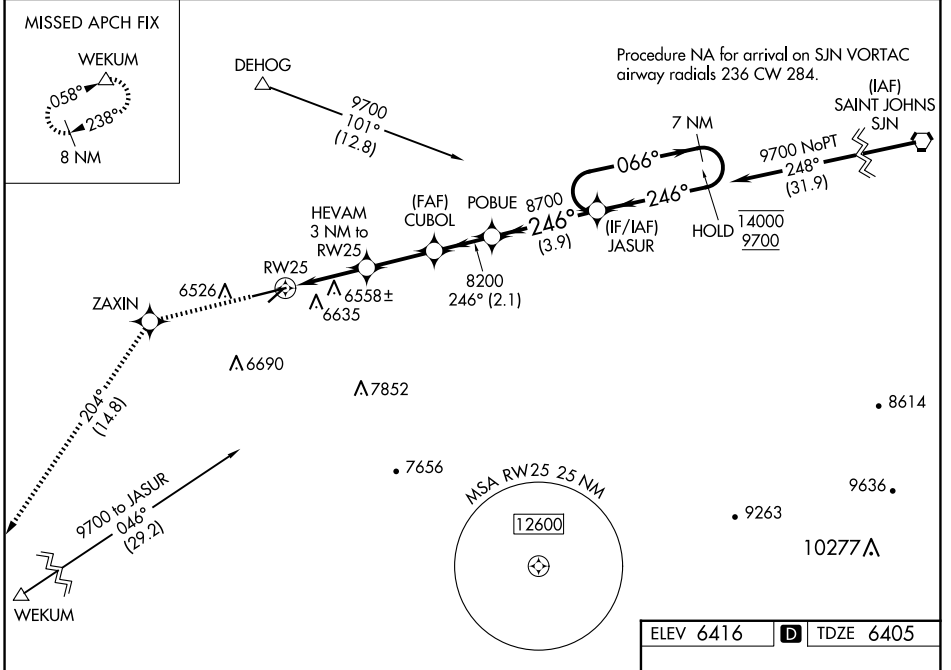 MISSED APCH FIX
WEKUM
058°
238°
8 NM
DEHOG
9700
101°
(12.8)
Procedure NA for arrival on SJN VORTAC
airway radials 236 CW 284.
(IAF)
SAINT JOHNS
SJN
7 NM
9700 NoPT
248°
(31.9)
066°
246°
HOLD
14000
9700
(IF/IAF)
JASUR
8700
246°
(3.9)
POBUE
(FAF)
CUBOL
8200
246° (2.1)
HEVAM
3 NM to
RW25
RW25
6526
6558±
6635
ZAXIN
6690
7852
204°
(14.8)
8614
7656
9636
9263
10277
MSA RW25 25 NM
12600
9700 to JASUR
046°
(29.2)
WEKUM
ELEV 6416 D TDZE 6405